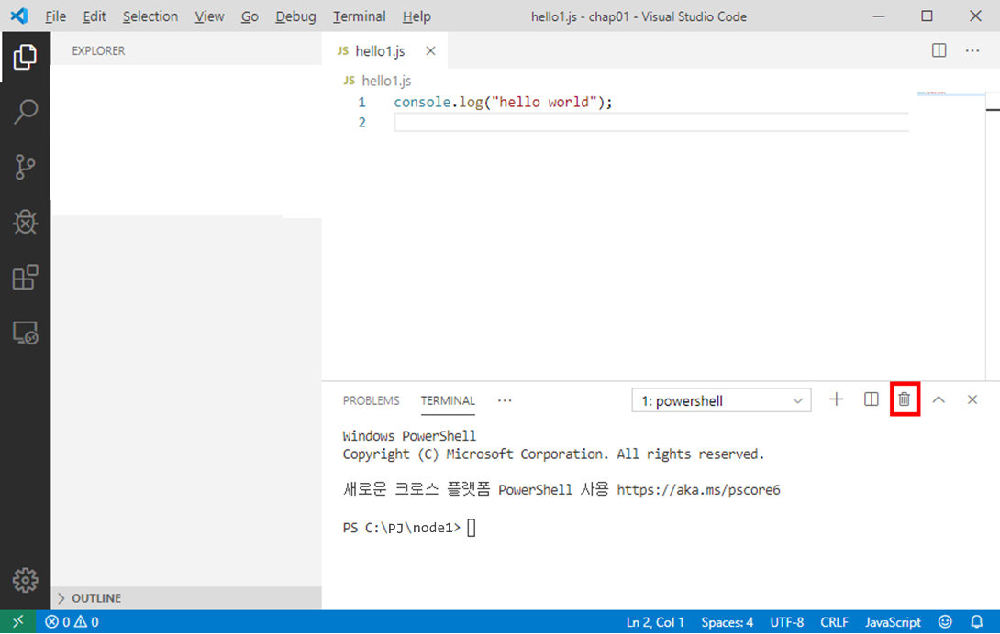 File Edit Selection View Go Debug Terminal Help hello1.js - chap01 - Visual Studio Code
EXPLORER
JS hello1.js
JS hello1.js
1 console.log("hello world");
2
PROBLEMS TERMINAL ··· 1: powershell
Windows PowerShell
Copyright (C) Microsoft Corporation. All rights reserved.
새로운 크로스 플랫폼 PowerShell 사용 https://aka.ms/pscore6
PS C:\PJ\node1>
OUTLINE
0 0 Ln 2, Col 1 Spaces: 4 UTF-8 CRLF JavaScript